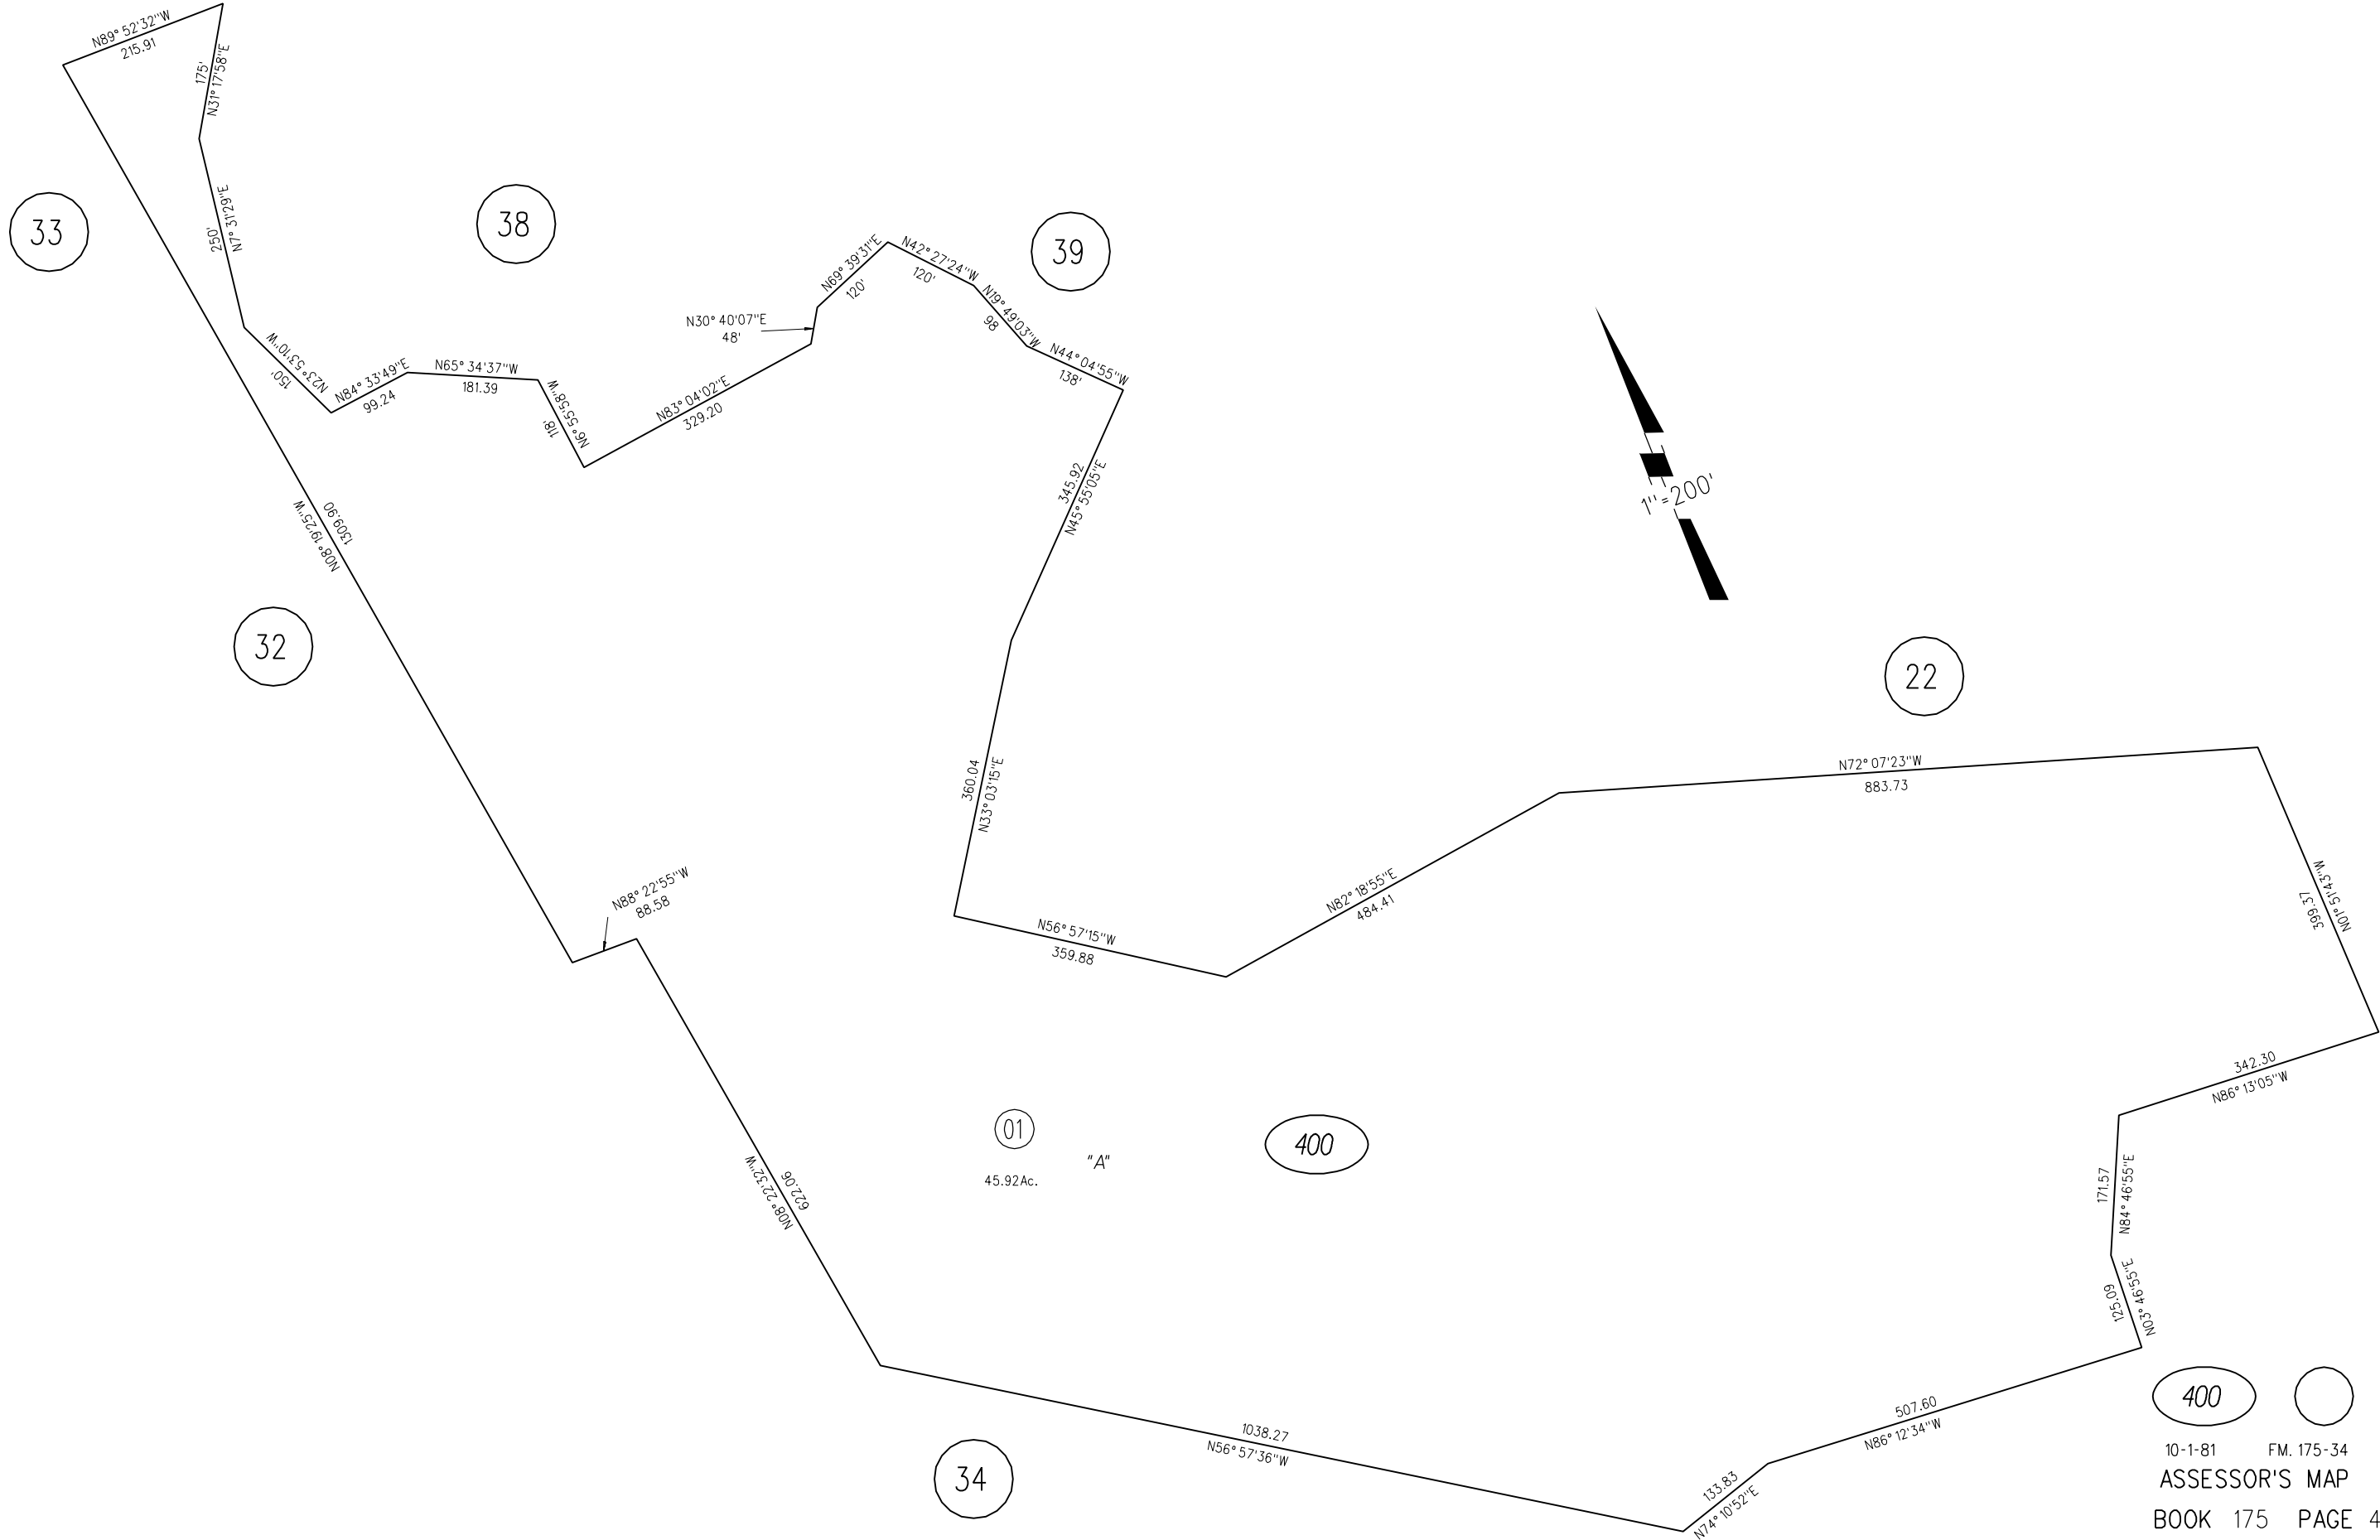 N89° 52'32"W
215.91
175'
N31° 17'58"E
33
38
39
250'
N7° 31'29"E
N69° 39'31"E
120'
N42° 27'24"W
120'
N19° 49'03"W
98
N30° 40'07"E
48'
N44° 04'55"W
138'
N23° 53'10"W
150'
N84° 33'49"E
99.24
N65° 34'37"W
181.39
N6° 55'58"W
118'
N83° 04'02"E
329.20
345.92
N45° 55'05"E
1"=200'
1309.90
N08° 19'25"W
32
22
360.04
N33° 03'15"E
N72° 07'23"W
883.73
N88° 22'55"W
88.58
N82° 18'55"E
484.41
N56° 57'15"W
359.88
399.37
N01° 51'43"W
342.30
N86° 13'05"W
01
400
"A"
45.92Ac.
622.06
N08° 22'32"W
171.57
N84° 46'55"E
125.09
N03° 46'55"E
1038.27
N56° 57'36"W
507.60
N86° 12'34"W
133.83
N74° 10'52"E
34
400
10-1-81 FM. 175-34
ASSESSOR'S MAP
BOOK 175 PAGE 4